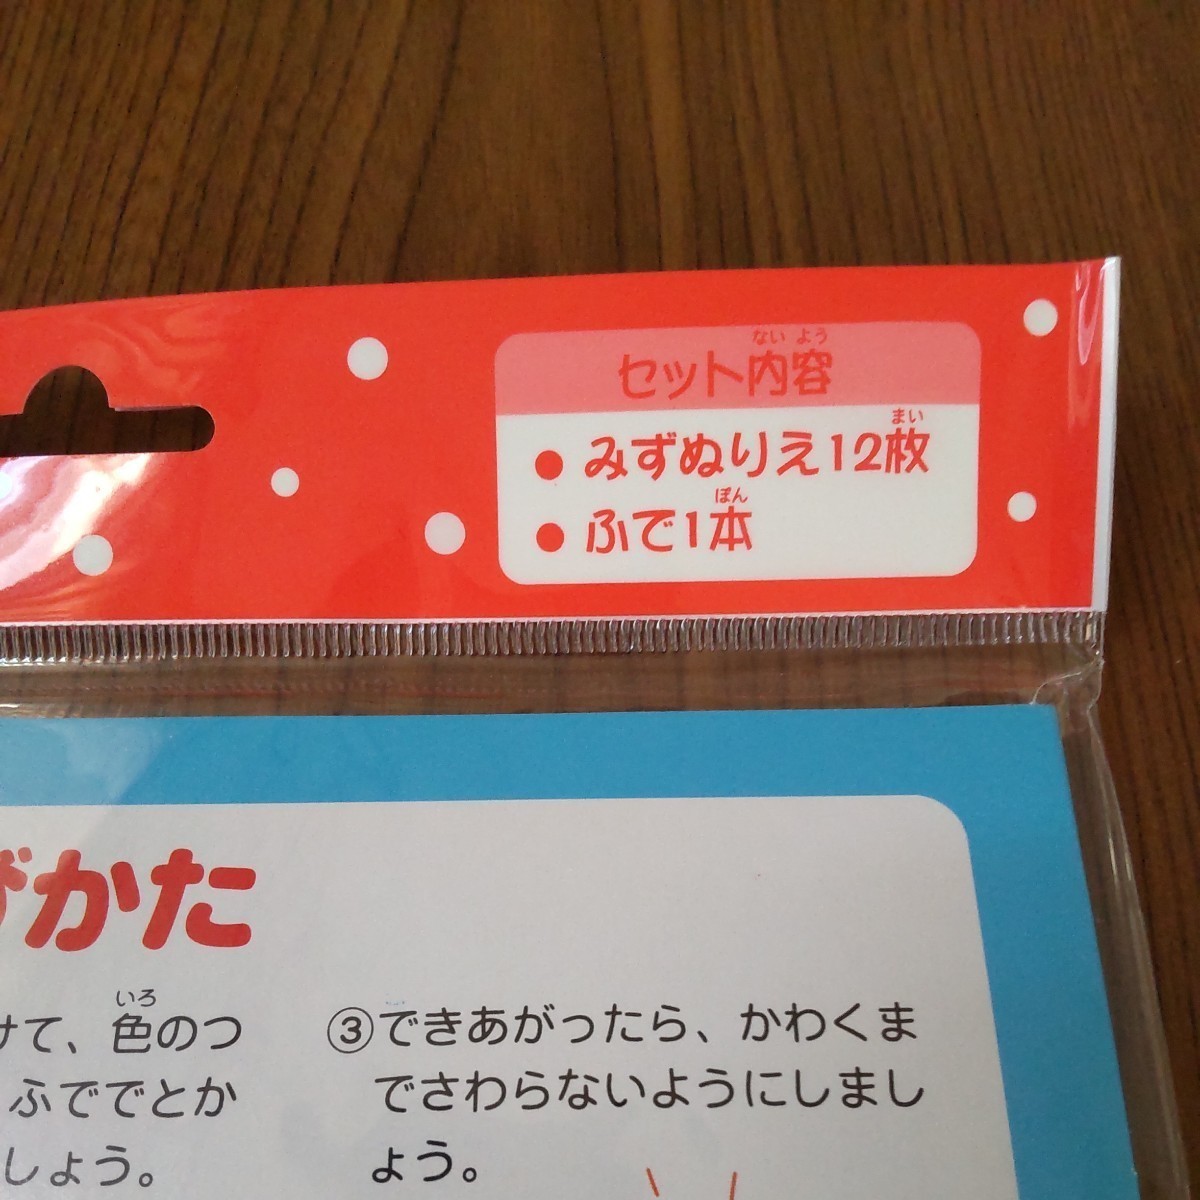 ないよう
セット内容
まい
● みずぬりえ12枚
ぽん
● ふで1本
びかた
いろ
けて、色のつ
ふででとか
しょう。
③できあがったら、かわくま
でさわらないようにしまし
ょう。